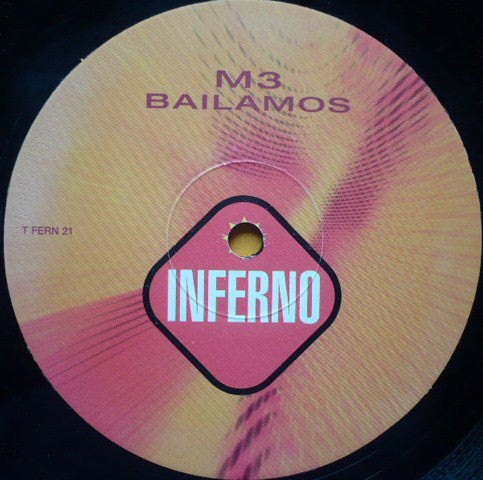 M3
BAILAMOS
T FERN 21
INFERNO